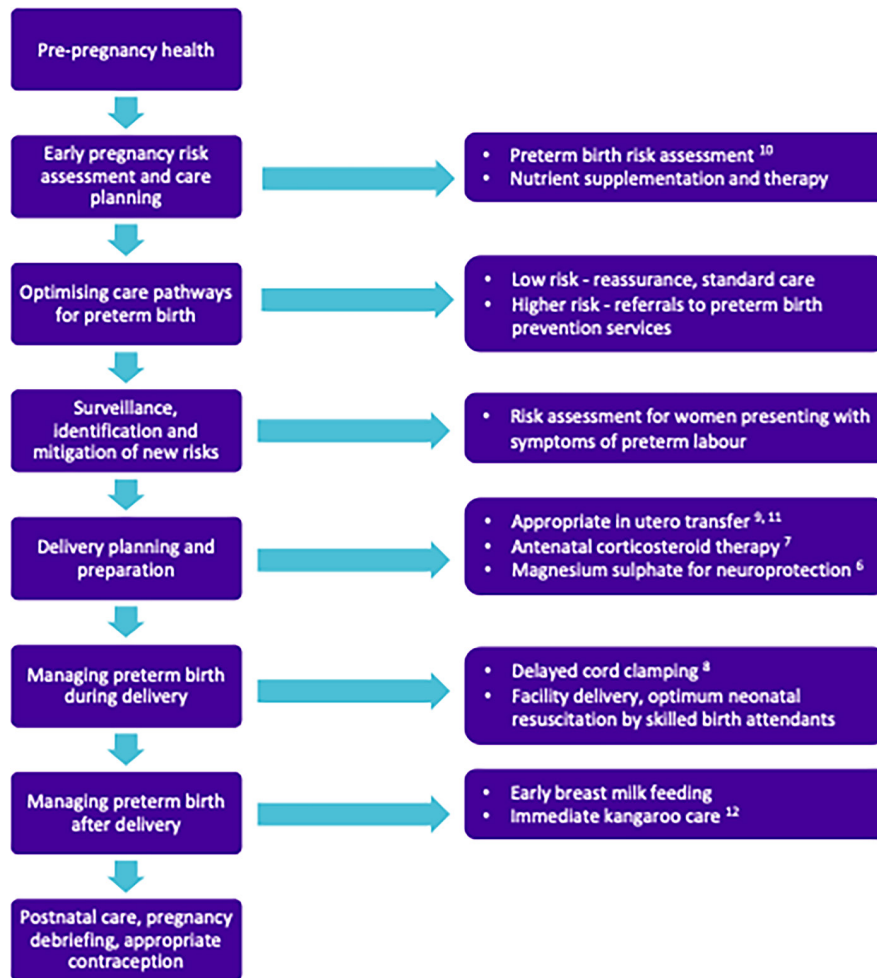 Pre-pregnancy health
Early pregnancy risk
assessment and care
planning
• Preterm birth risk assessment ¹⁰
• Nutrient supplementation and therapy
Optimising care pathways
for preterm birth
• Low risk - reassurance, standard care
• Higher risk - referrals to preterm birth
prevention services
Surveillance,
identification and
mitigation of new risks
• Risk assessment for women presenting with
symptoms of preterm labour
Delivery planning and
preparation
• Appropriate in utero transfer ⁹, ¹¹
• Antenatal corticosteroid therapy ⁷
• Magnesium sulphate for neuroprotection ⁶
Managing preterm birth
during delivery
• Delayed cord clamping ⁸
• Facility delivery, optimum neonatal
resuscitation by skilled birth attendants
Managing preterm birth
after delivery
• Early breast milk feeding
• Immediate kangaroo care ¹²
Postnatal care, pregnancy
debriefing, appropriate
contraception